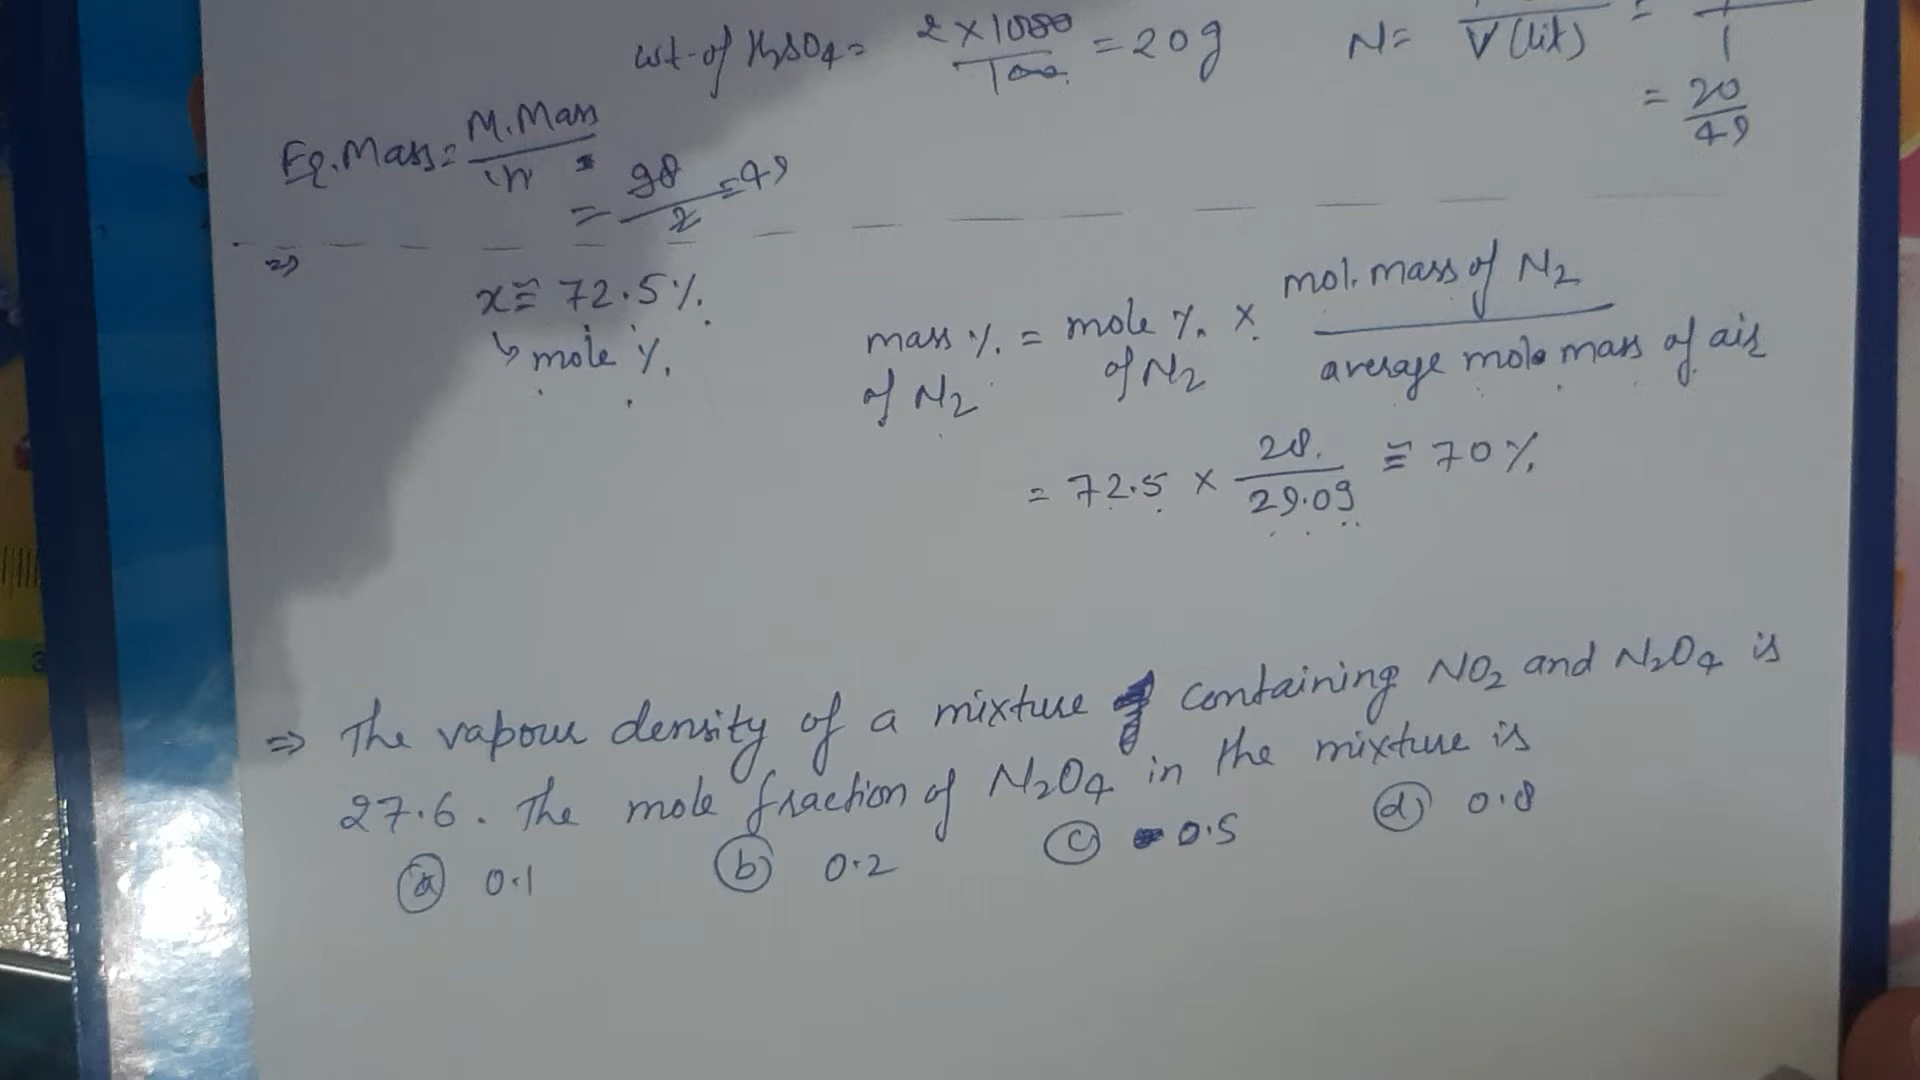 wt. of H₂SO₄ = 2 × 1000 / 100 = 20g
N = / V (lit) = / 1
= 20 / 49
Eq. Mass = M. Mass / 'n' = 98 / 2 = 49
⇒
x ≅ 72.5 %.
↳ mole %.
mass %. of N₂ = mole %. of N₂ × mol. mass of N₂ / average mole mass of air
= 72.5 × 28. / 29.09 ≅ 70 %.
⇒ The vapour density of a mixture containing NO₂ and N₂O₄ is
27.6. The mole fraction of N₂O₄ in the mixture is
(a) 0.1 (b) 0.2 (c) 0.5 (d) 0.8